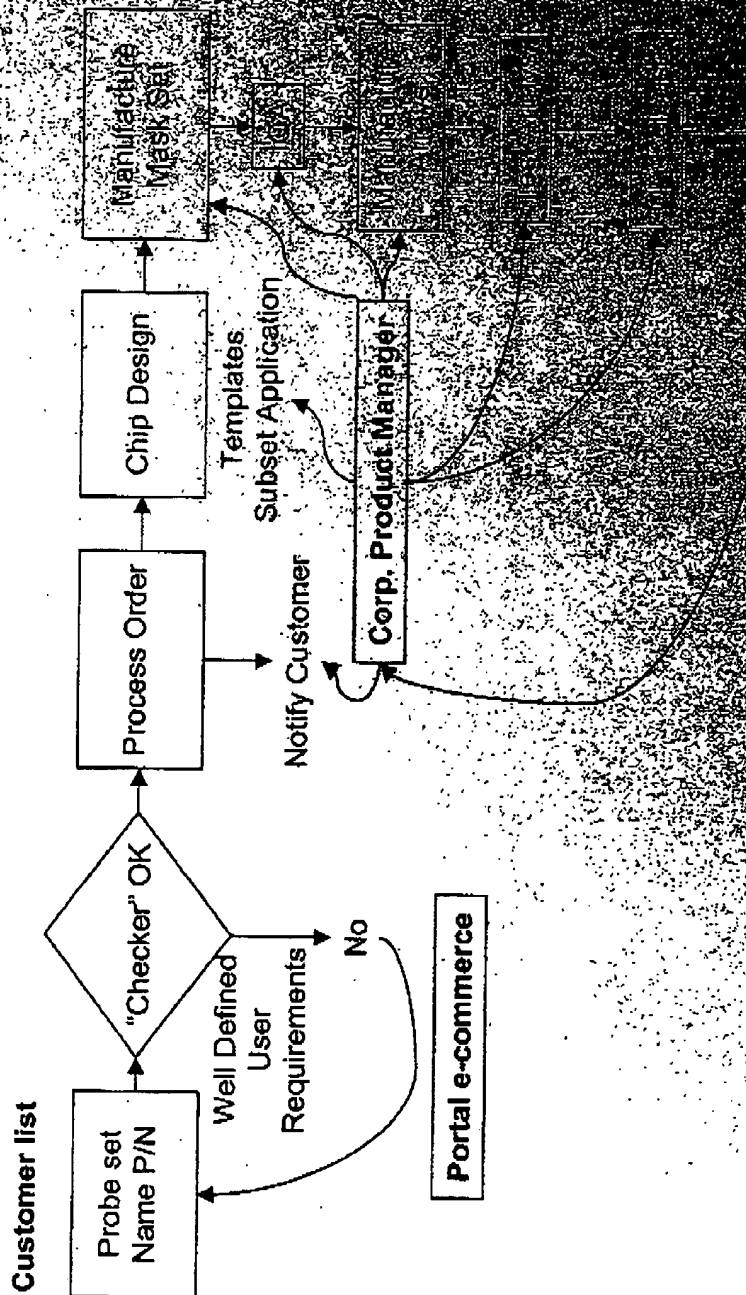 Customer list
Probe set
Name P/N
"Checker" OK
Well Defined
User
Requirements
No
Process Order
Notify Customer
Chip Design
Templates
Subset Application
Manufacture
Mask Set
Manufacture
Corp. Product Manager
Portal e-commerce